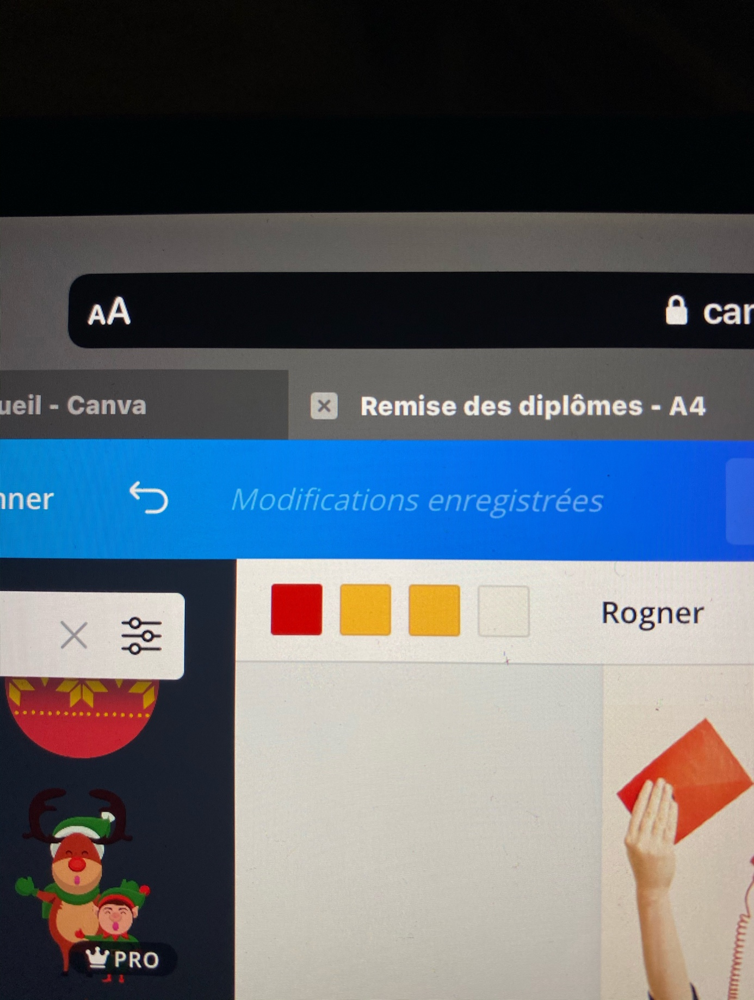 AA
car
ueil - Canva
Remise des diplômes - A4
nner
Modifications enregistrées
Rogner
PRO